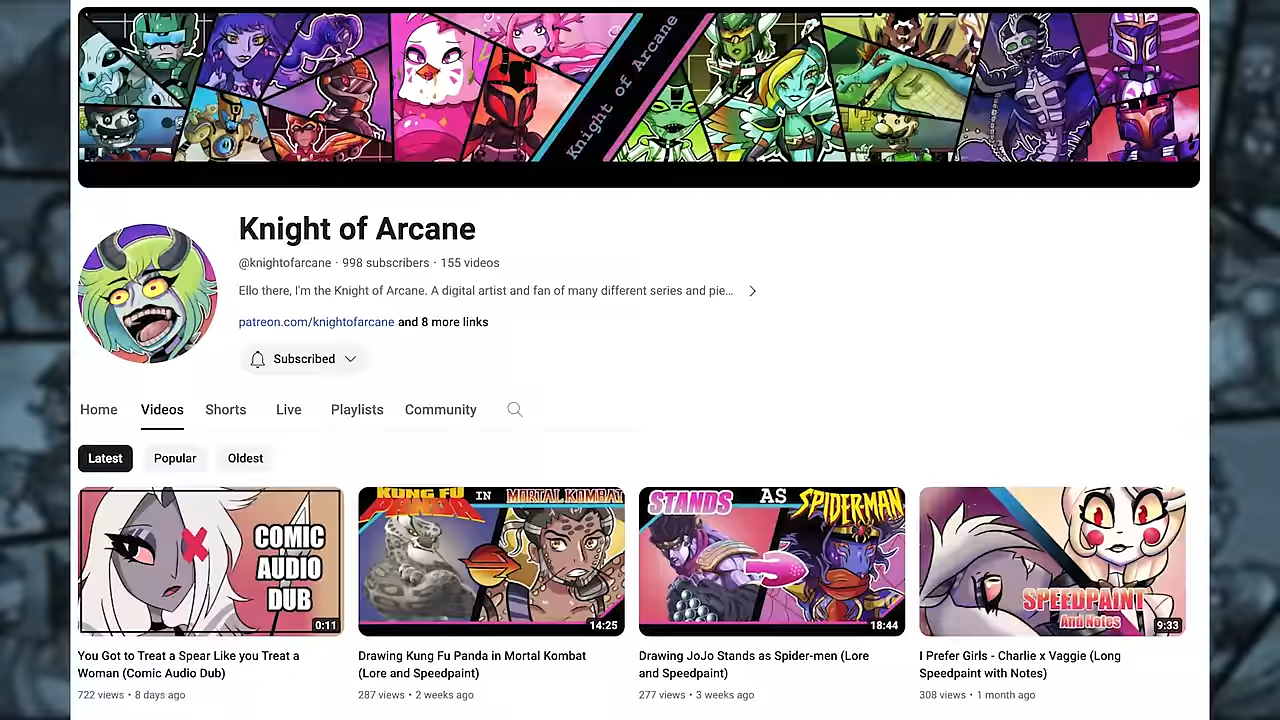 Knight of Arcane
Knight of Arcane
@knightofarcane · 998 subscribers · 155 videos
Ello there, I'm the Knight of Arcane. A digital artist and fan of many different series and pie...
patreon.com/knightofarcane and 8 more links
Subscribed
Home Videos Shorts Live Playlists Community
Latest Popular Oldest
COMIC
AUDIO
DUB
0:11
KUNG FU
PANDA
IN
MORTAL KOMBAT
14:25
STANDS
AS
SPIDER-MAN
18:44
SPEEDPAINT
And Notes
9:33
You Got to Treat a Spear Like you Treat a
Woman (Comic Audio Dub)
722 views • 8 days ago
Drawing Kung Fu Panda in Mortal Kombat
(Lore and Speedpaint)
287 views • 2 weeks ago
Drawing JoJo Stands as Spider-men (Lore
and Speedpaint)
277 views • 3 weeks ago
I Prefer Girls - Charlie x Vaggie (Long
Speedpaint with Notes)
308 views • 1 month ago